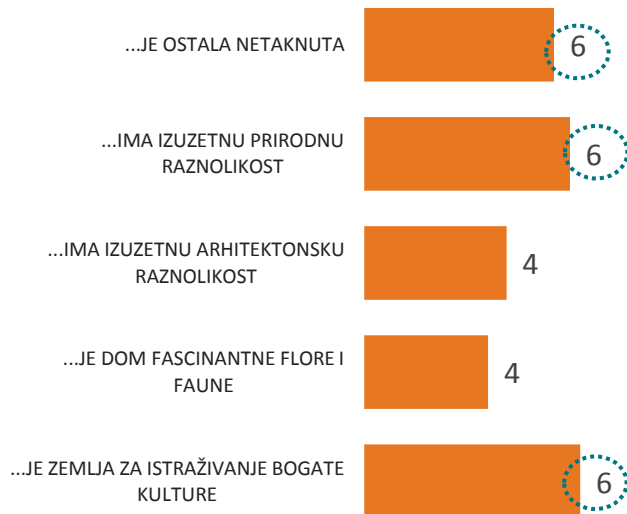 ...JE OSTALA NETAKNUTA
6
...IMA IZUZETNU PRIRODNU
RAZNOLIKOST
6
...IMA IZUZETNU ARHITEKTONSKU
RAZNOLIKOST
4
...JE DOM FASCINANTNE FLORE I
FAUNE
4
...JE ZEMLJA ZA ISTRAŽIVANJE BOGATE
KULTURE
6